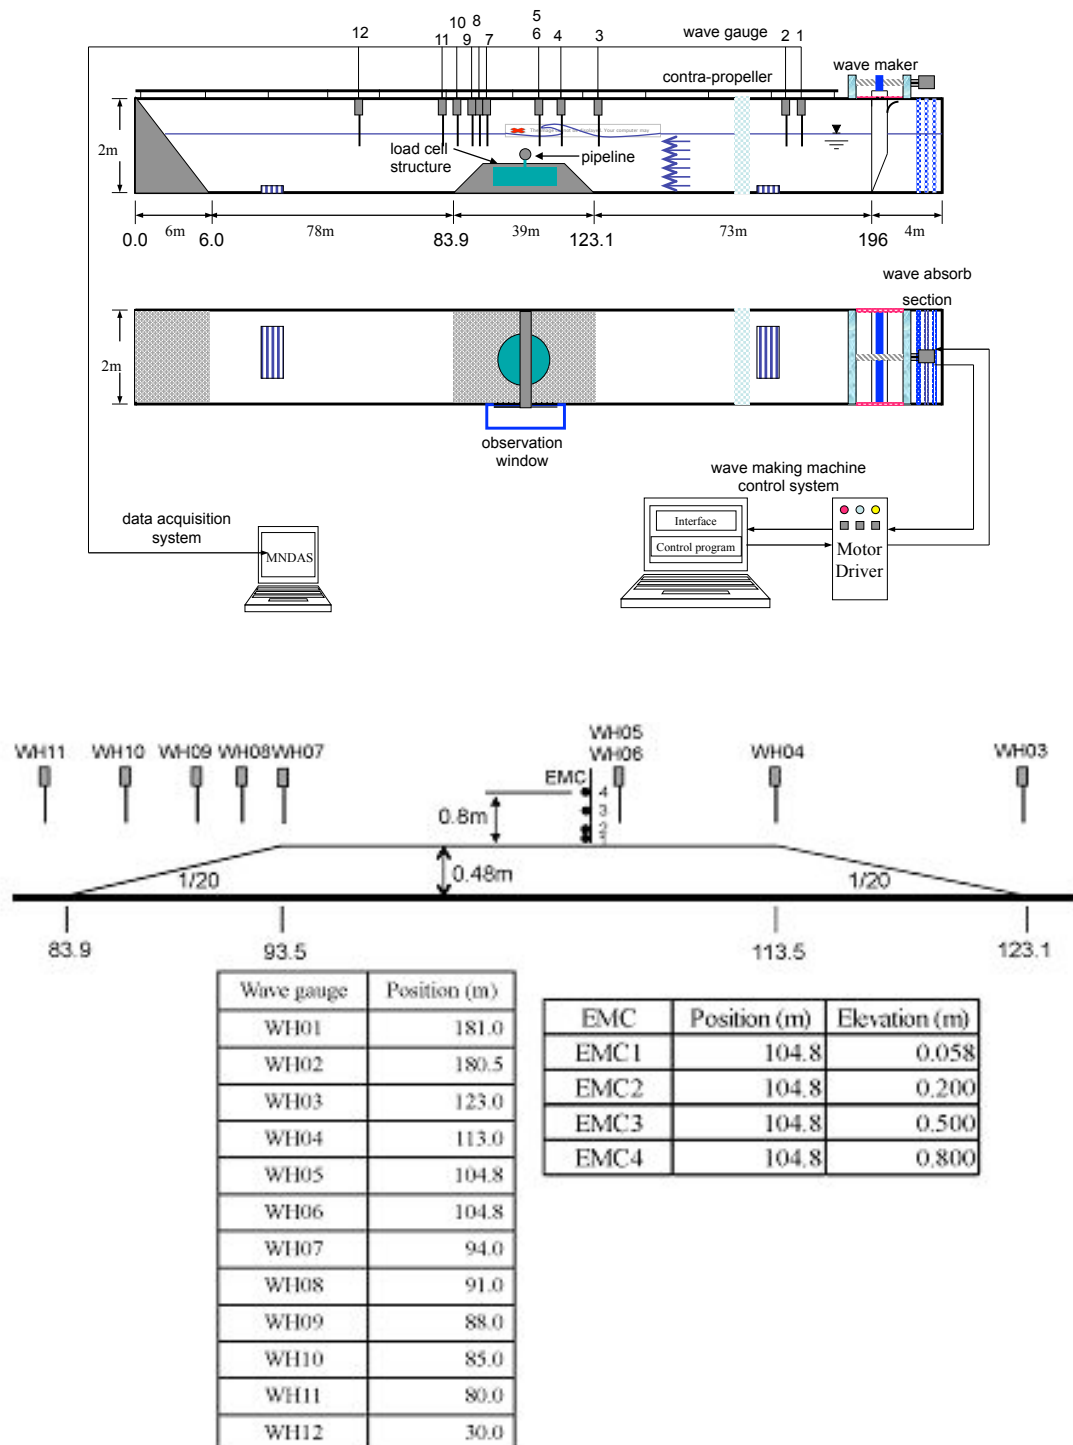 5
10 8
12 11 9 7 6 4 3 wave gauge 2 1
wave maker
contra-propeller
2m
load cell
structure
pipeline
6m 78m 39m 73m 4m
0.0 6.0 83.9 123.1 196
wave absorb
section
2m
observation
window
wave making machine
control system
data acquisition
system
Interface
MNDAS
Control program
Motor
Driver
WH05
WH11 WH10 WH09 WH08 WH07 WH06 WH04 WH03
EMC
4
3
2
0.8m
1/20 0.48m 1/20
83.9 93.5 113.5 123.1
Wave gauge Position (m)
WH01 181.0
WH02 180.5
WH03 123.0
WH04 113.0
WH05 104.8
WH06 104.8
WH07 94.0
WH08 91.0
WH09 88.0
WH10 85.0
WH11 80.0
WH12 30.0
EMC Position (m) Elevation (m)
EMC1 104.8 0.058
EMC2 104.8 0.200
EMC3 104.8 0.500
EMC4 104.8 0.800